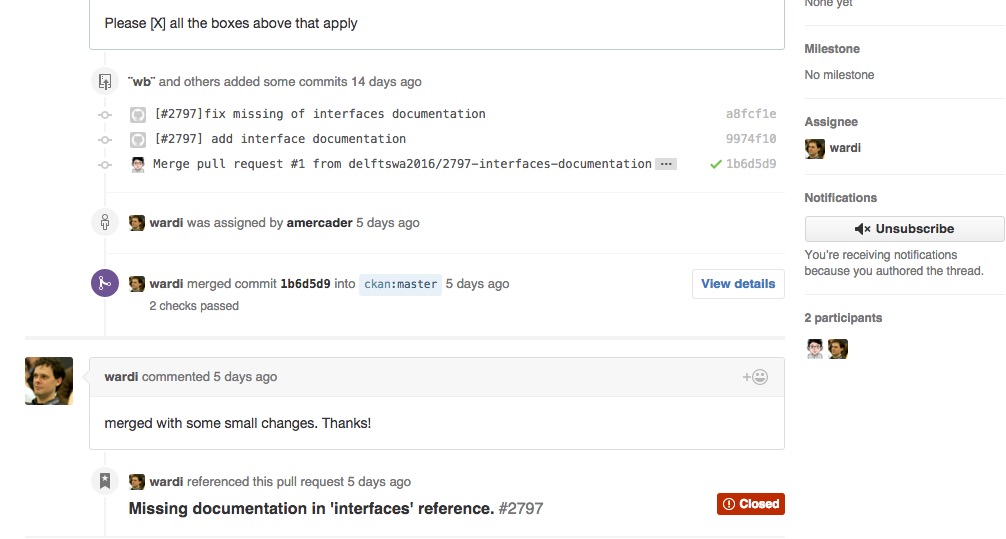 None yet
Please [X] all the boxes above that apply
Milestone
No milestone
Assignee
wardi
Notifications
Unsubscribe
You're receiving notifications
because you authored the thread.
2 participants
¨wb¨ and others added some commits 14 days ago
[#2797]fix missing of interfaces documentation a8fcf1e
[#2797] add interface documentation 9974f10
Merge pull request #1 from delftswa2016/2797-interfaces-documentation ... 1b6d5d9
wardi was assigned by amercader 5 days ago
wardi merged commit 1b6d5d9 into ckan:master 5 days ago
View details
2 checks passed
wardi commented 5 days ago
merged with some small changes. Thanks!
wardi referenced this pull request 5 days ago
Missing documentation in 'interfaces' reference. #2797
Closed